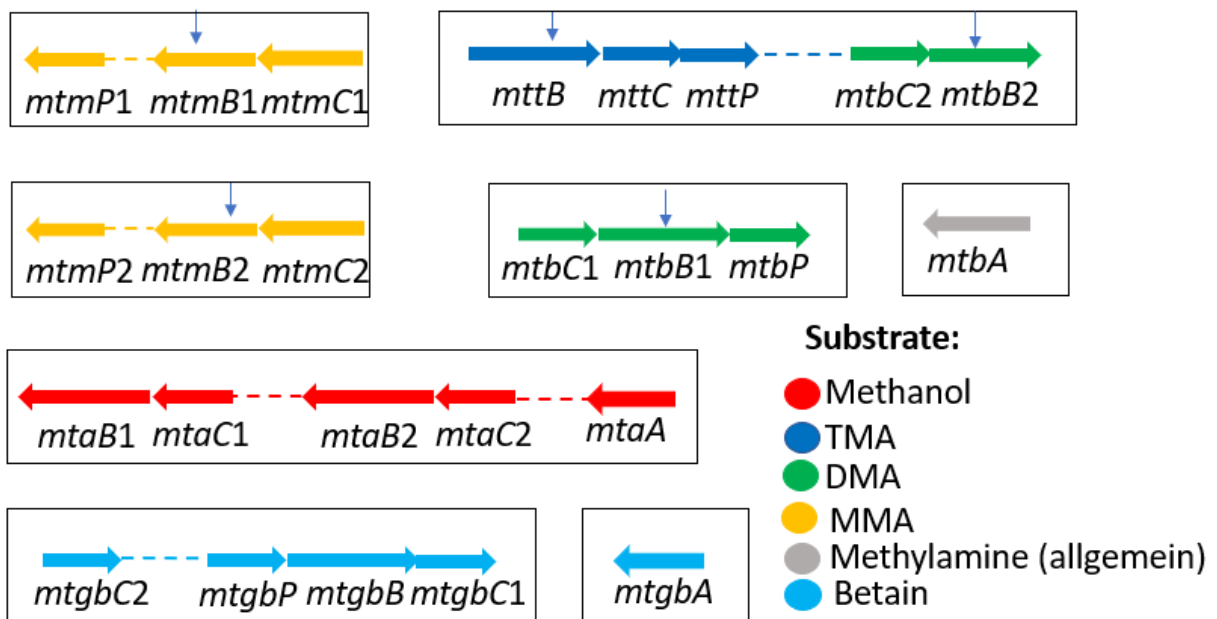 mtmP1 mtmB1 mtmC1
mttB mttC mttP mtbC2 mtbB2
mtmP2 mtmB2 mtmC2
mtbC1 mtbB1 mtbP
mtbA
mtaB1 mtaC1 mtaB2 mtaC2 mtaA
mtgbC2 mtgbP mtgbB mtgbC1
mtgbA
Substrate:
Methanol
TMA
DMA
MMA
Methylamine (allgemein)
Betain